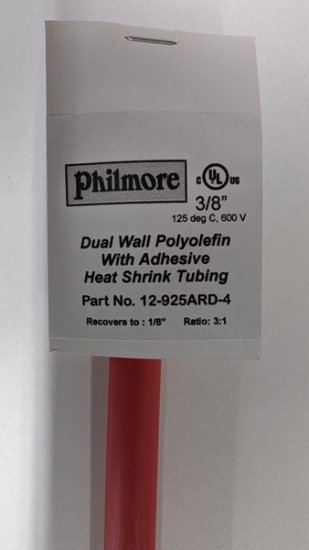 Philmore
c UL us
3/8"
125 deg C, 600 V
Dual Wall Polyolefin
With Adhesive
Heat Shrink Tubing
Part No. 12-925ARD-4
Recovers to : 1/8" Ratio: 3:1